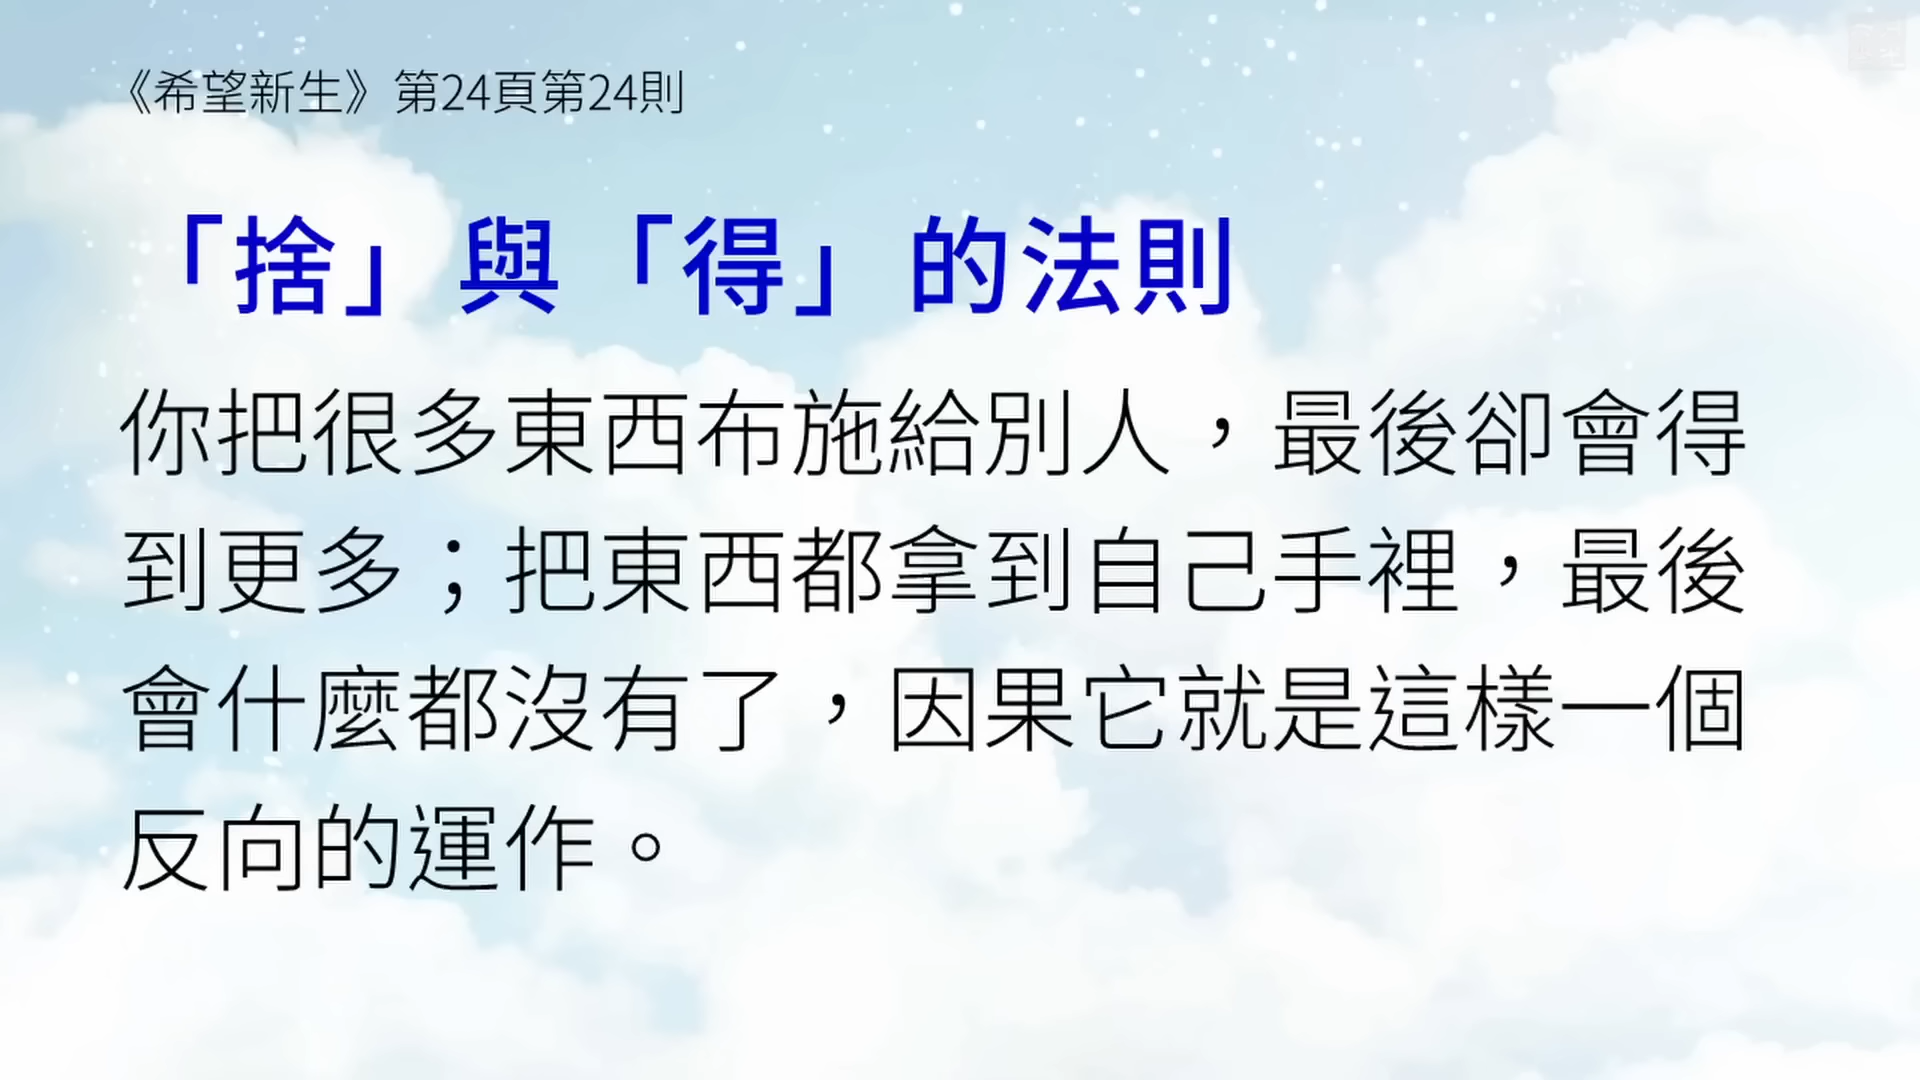 《希望新生》第24頁第24則
「捨」與「得」的法則
你把很多東西布施給別人，最後卻會得
到更多；把東西都拿到自己手裡，最後
會什麼都沒有了，因果它就是這樣一個
反向的運作。